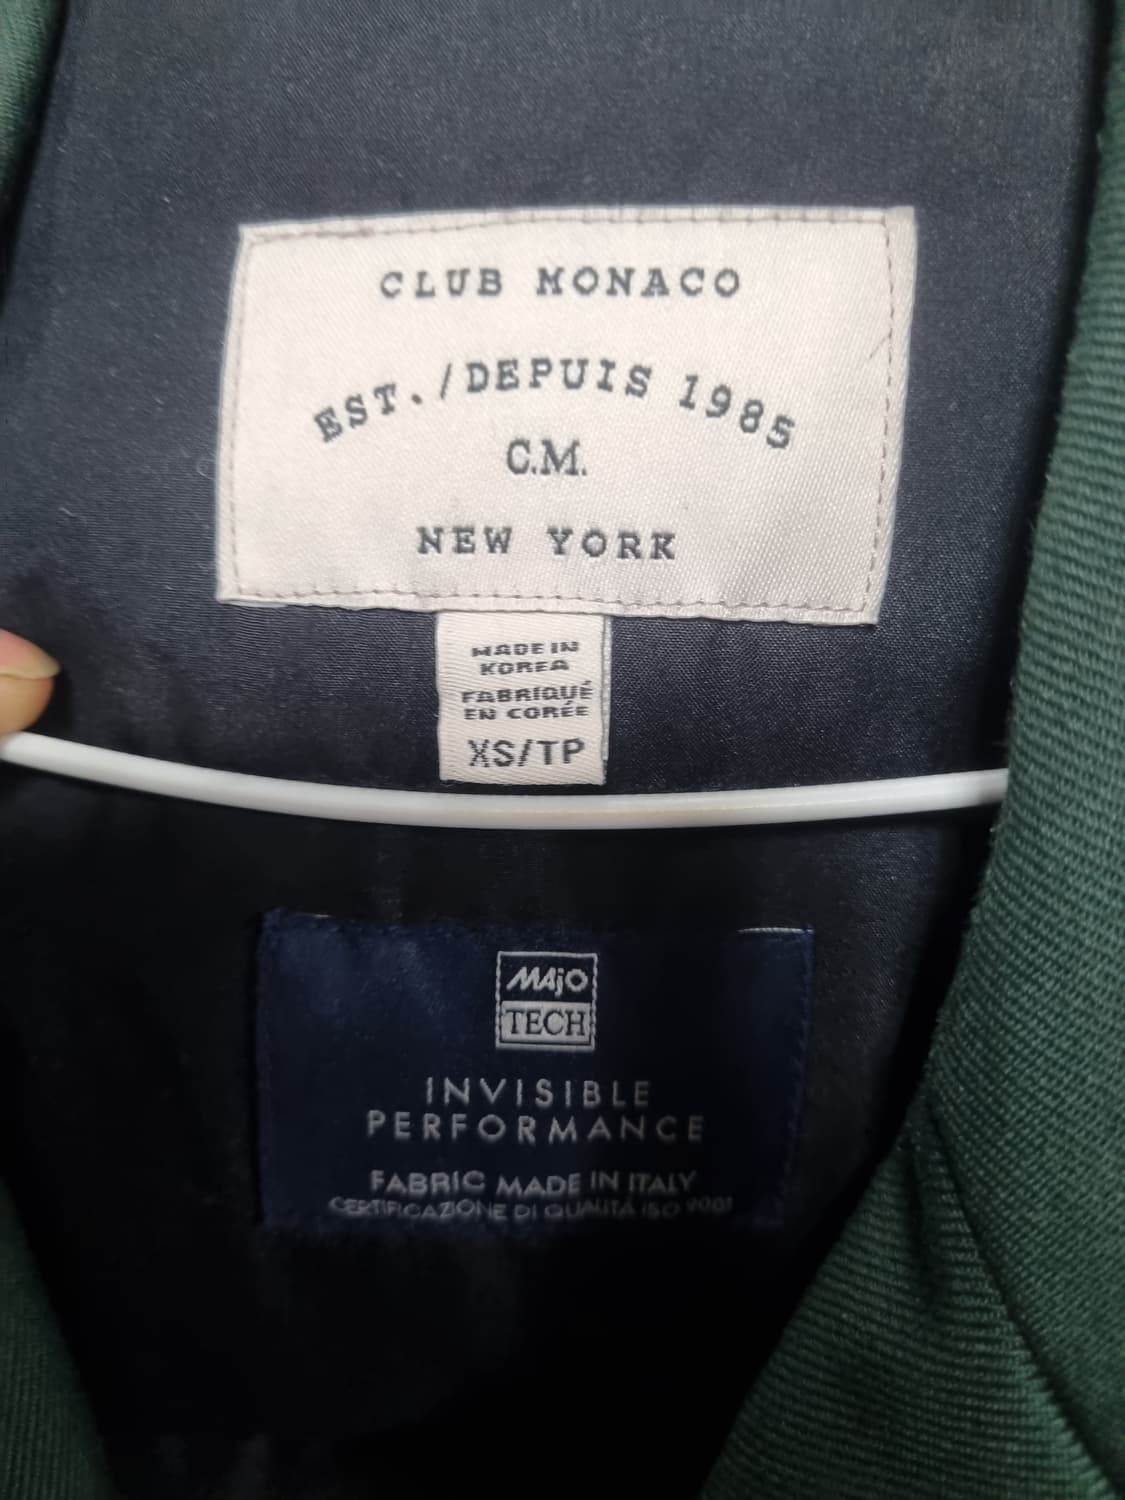 CLUB MONACO
EST./DEPUIS 1985
C.M.
NEW YORK
MADE IN
KOREA
FABRIQUÉ
EN CORÉE
XS/TP
MAjO
TECH
INVISIBLE
PERFORMANCE
FABRIC MADE IN ITALY
CERTIFICAZIONE DI QUALITÀ ISO 9001